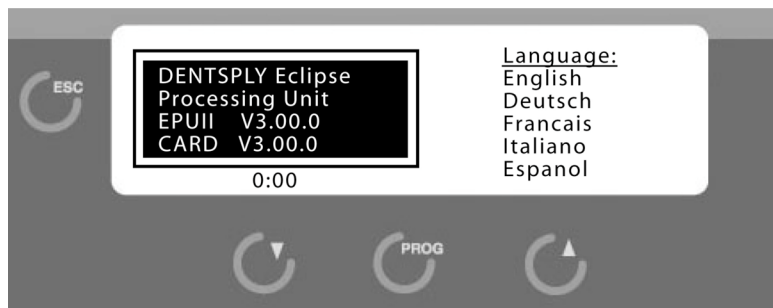 ESC
DENTSPLY Eclipse
Processing Unit
EPUII V3.00.0
CARD V3.00.0
0:00
Language:
English
Deutsch
Francais
Italiano
Espanol
PROG